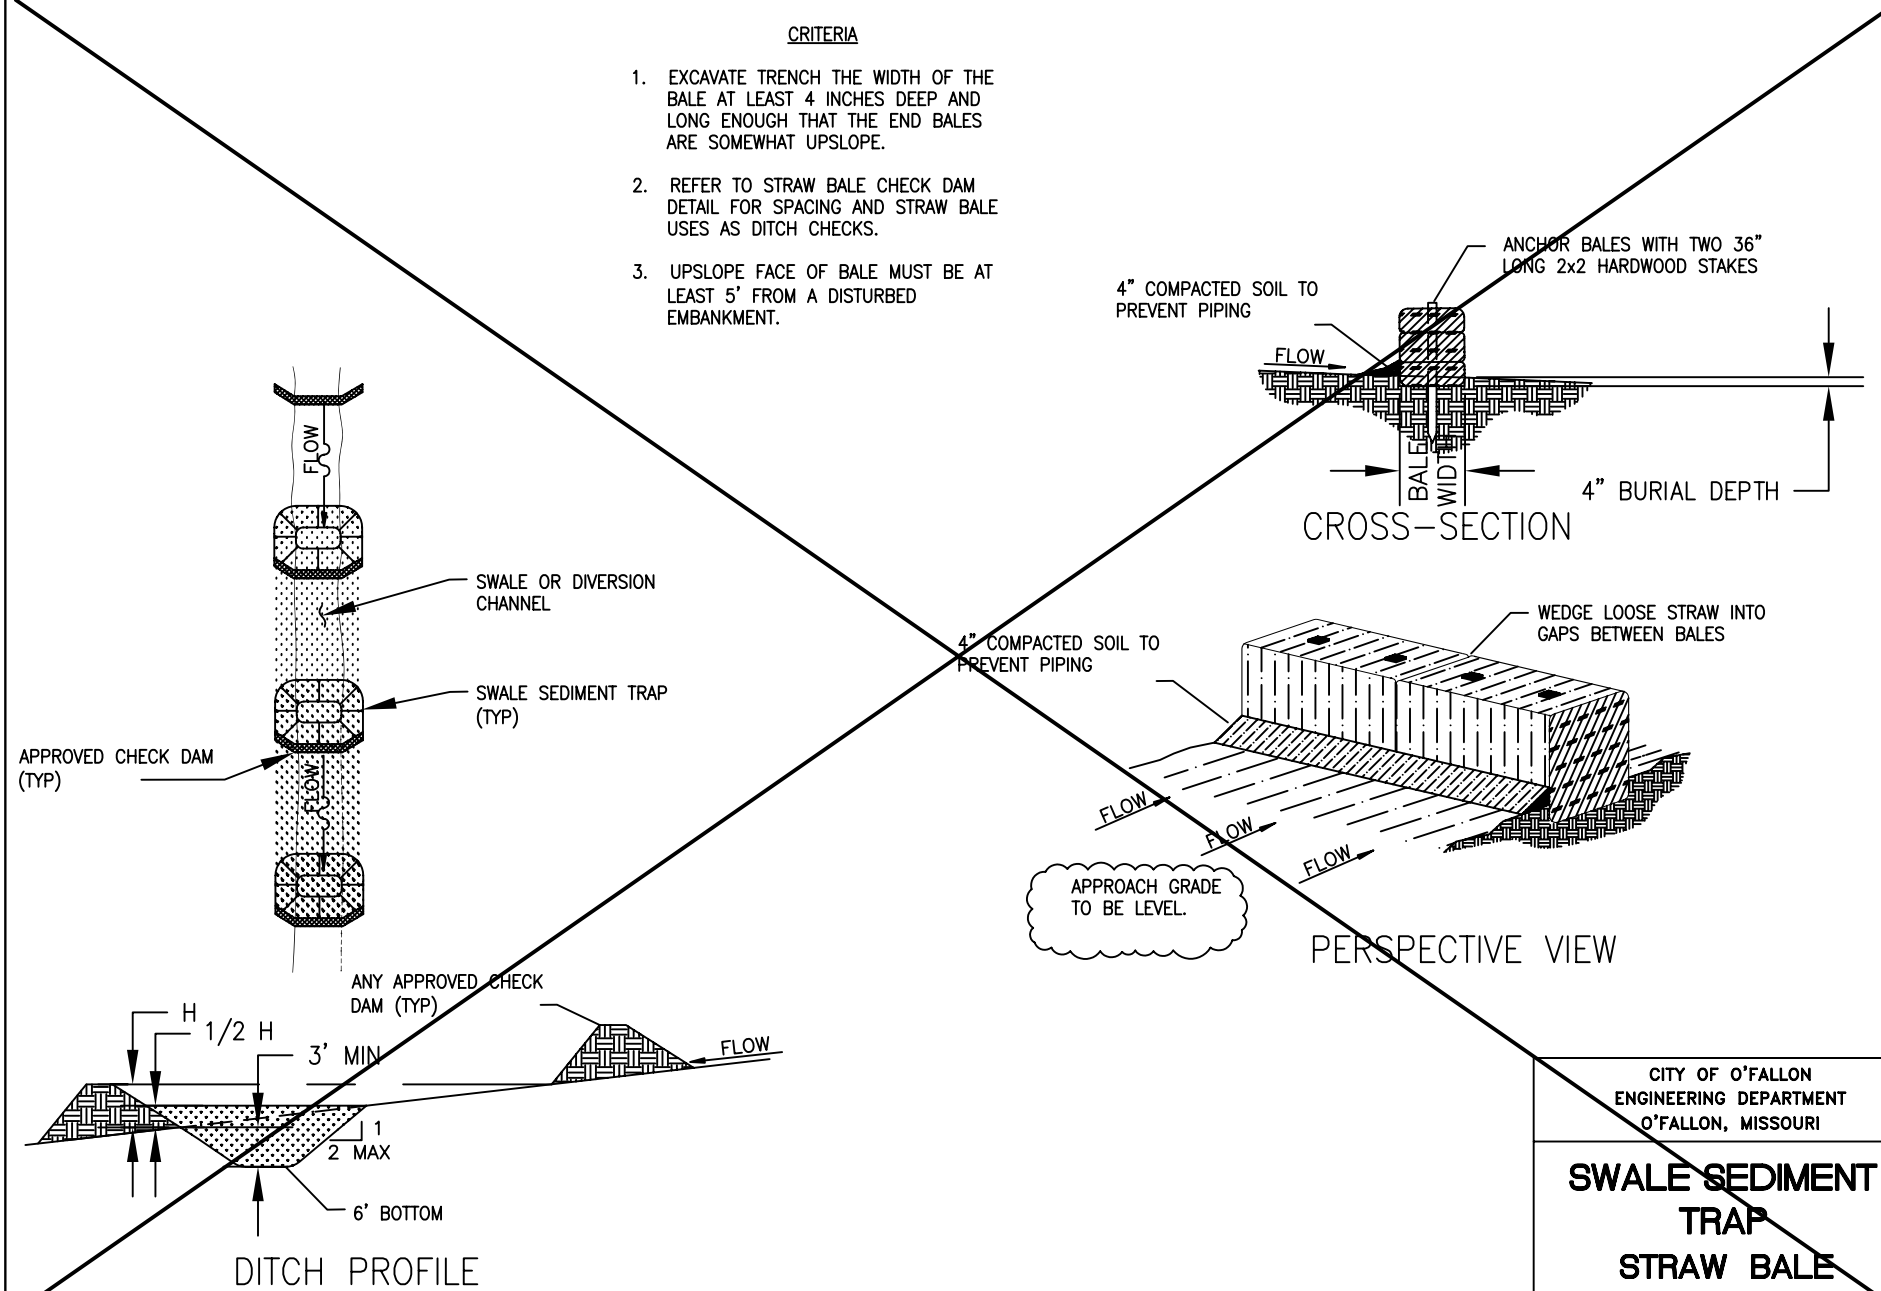 CRITERIA
1. EXCAVATE TRENCH THE WIDTH OF THE
BALE AT LEAST 4 INCHES DEEP AND
LONG ENOUGH THAT THE END BALES
ARE SOMEWHAT UPSLOPE.
2. REFER TO STRAW BALE CHECK DAM
DETAIL FOR SPACING AND STRAW BALE
USES AS DITCH CHECKS.
3. UPSLOPE FACE OF BALE MUST BE AT
LEAST 5' FROM A DISTURBED
EMBANKMENT.
ANCHOR BALES WITH TWO 36"
LONG 2x2 HARDWOOD STAKES
4" COMPACTED SOIL TO
PREVENT PIPING
FLOW
BALE
WIDTH
4" BURIAL DEPTH
CROSS-SECTION
FLOW
SWALE OR DIVERSION
CHANNEL
SWALE SEDIMENT TRAP
(TYP)
APPROVED CHECK DAM
(TYP)
FLOW
WEDGE LOOSE STRAW INTO
GAPS BETWEEN BALES
4" COMPACTED SOIL TO
PREVENT PIPING
FLOW
FLOW
FLOW
APPROACH GRADE
TO BE LEVEL.
PERSPECTIVE VIEW
ANY APPROVED CHECK
DAM (TYP)
H
1/2 H
3' MIN
FLOW
1
2 MAX
6' BOTTOM
DITCH PROFILE
CITY OF O'FALLON
ENGINEERING DEPARTMENT
O'FALLON, MISSOURI
SWALE SEDIMENT
TRAP
STRAW BALE